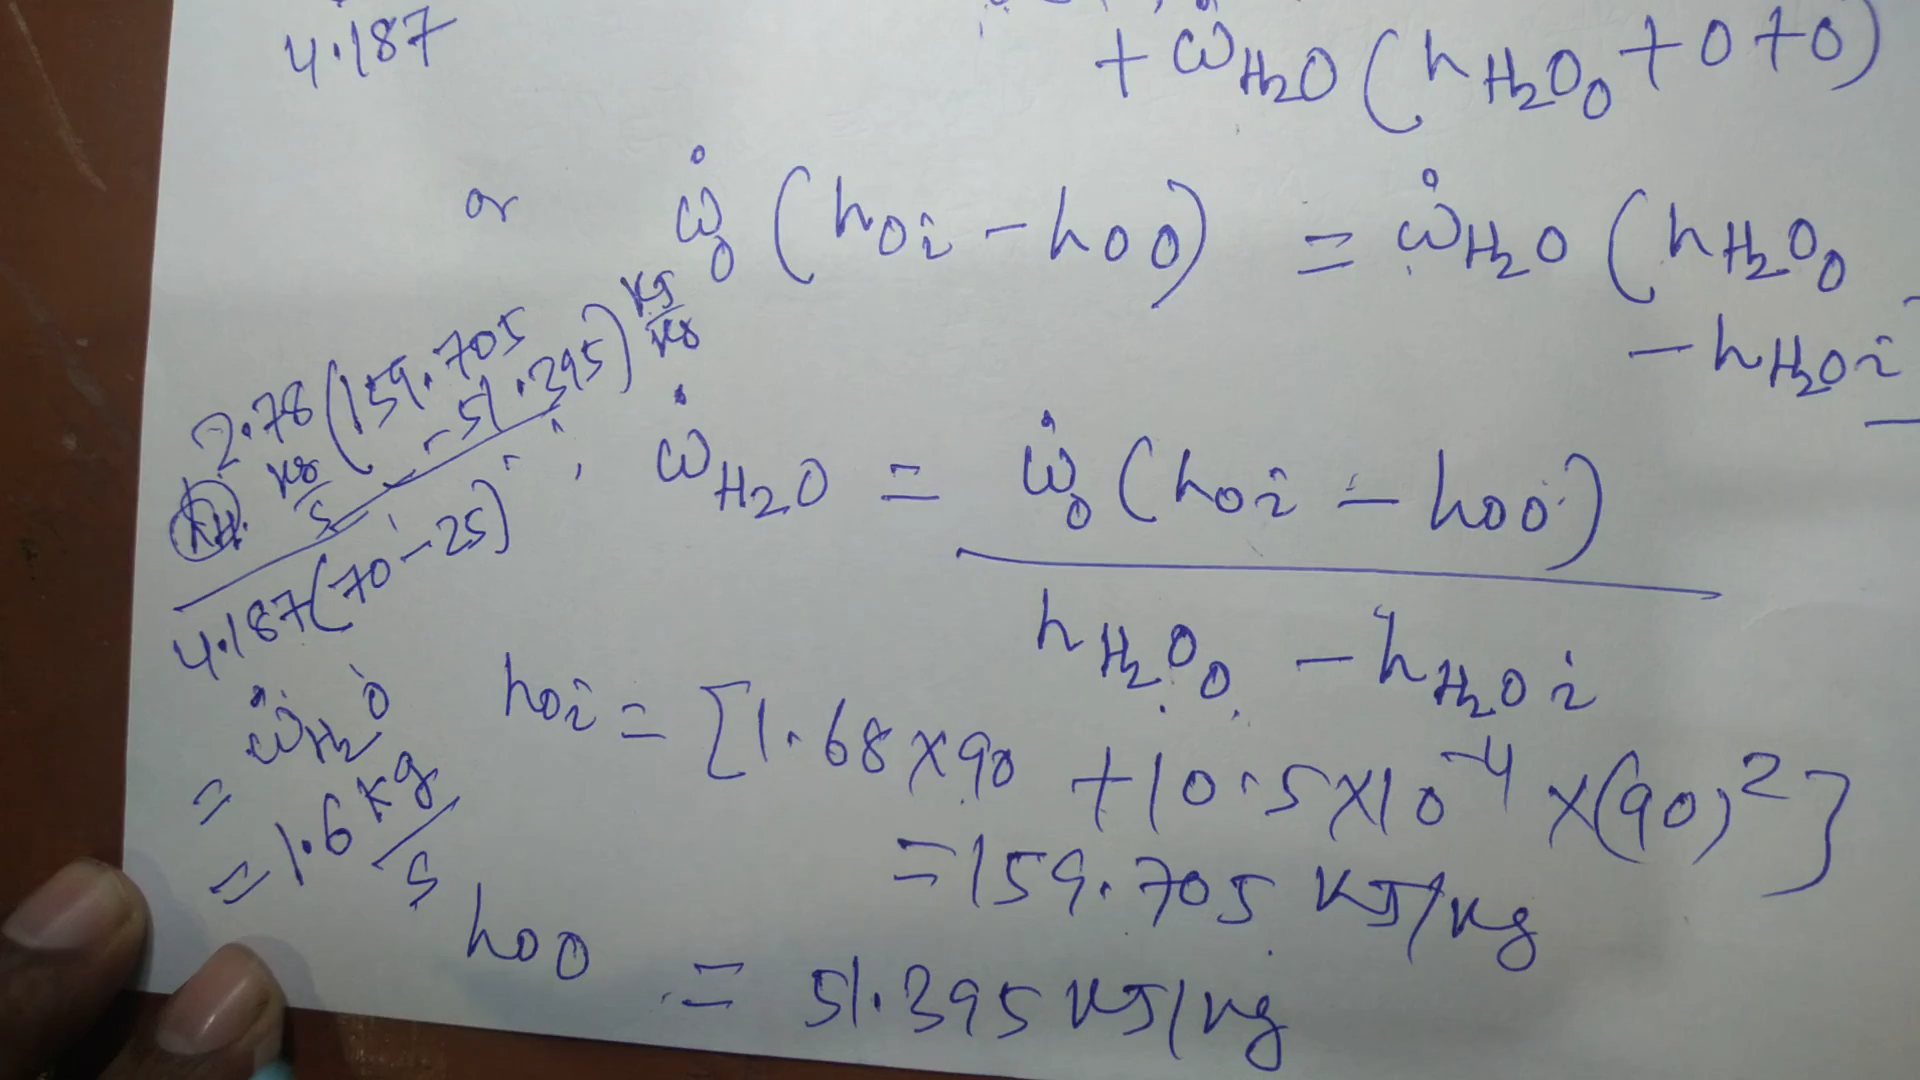 4.187
+ ẇH₂O (hH₂O₀ + 0 + 0)
or ẇ₀ (h₀i - h₀₀) = ẇH₂O (hH₂O₀
- hH₂Oi
2.78 (159.705
- 51.395) kJ/kg
kg/s
4.187 (70 - 25)
ẇH₂O = ẇ₀ (h₀i - h₀₀)
hH₂O₀ - hH₂Oi
= ẇH₂O
= 1.6 kg/s
h₀i = [1.68 × 90 + 10.5 × 10⁻⁴ × (90)²]
= 159.705 kJ/kg
h₀₀ = 51.395 kJ/kg